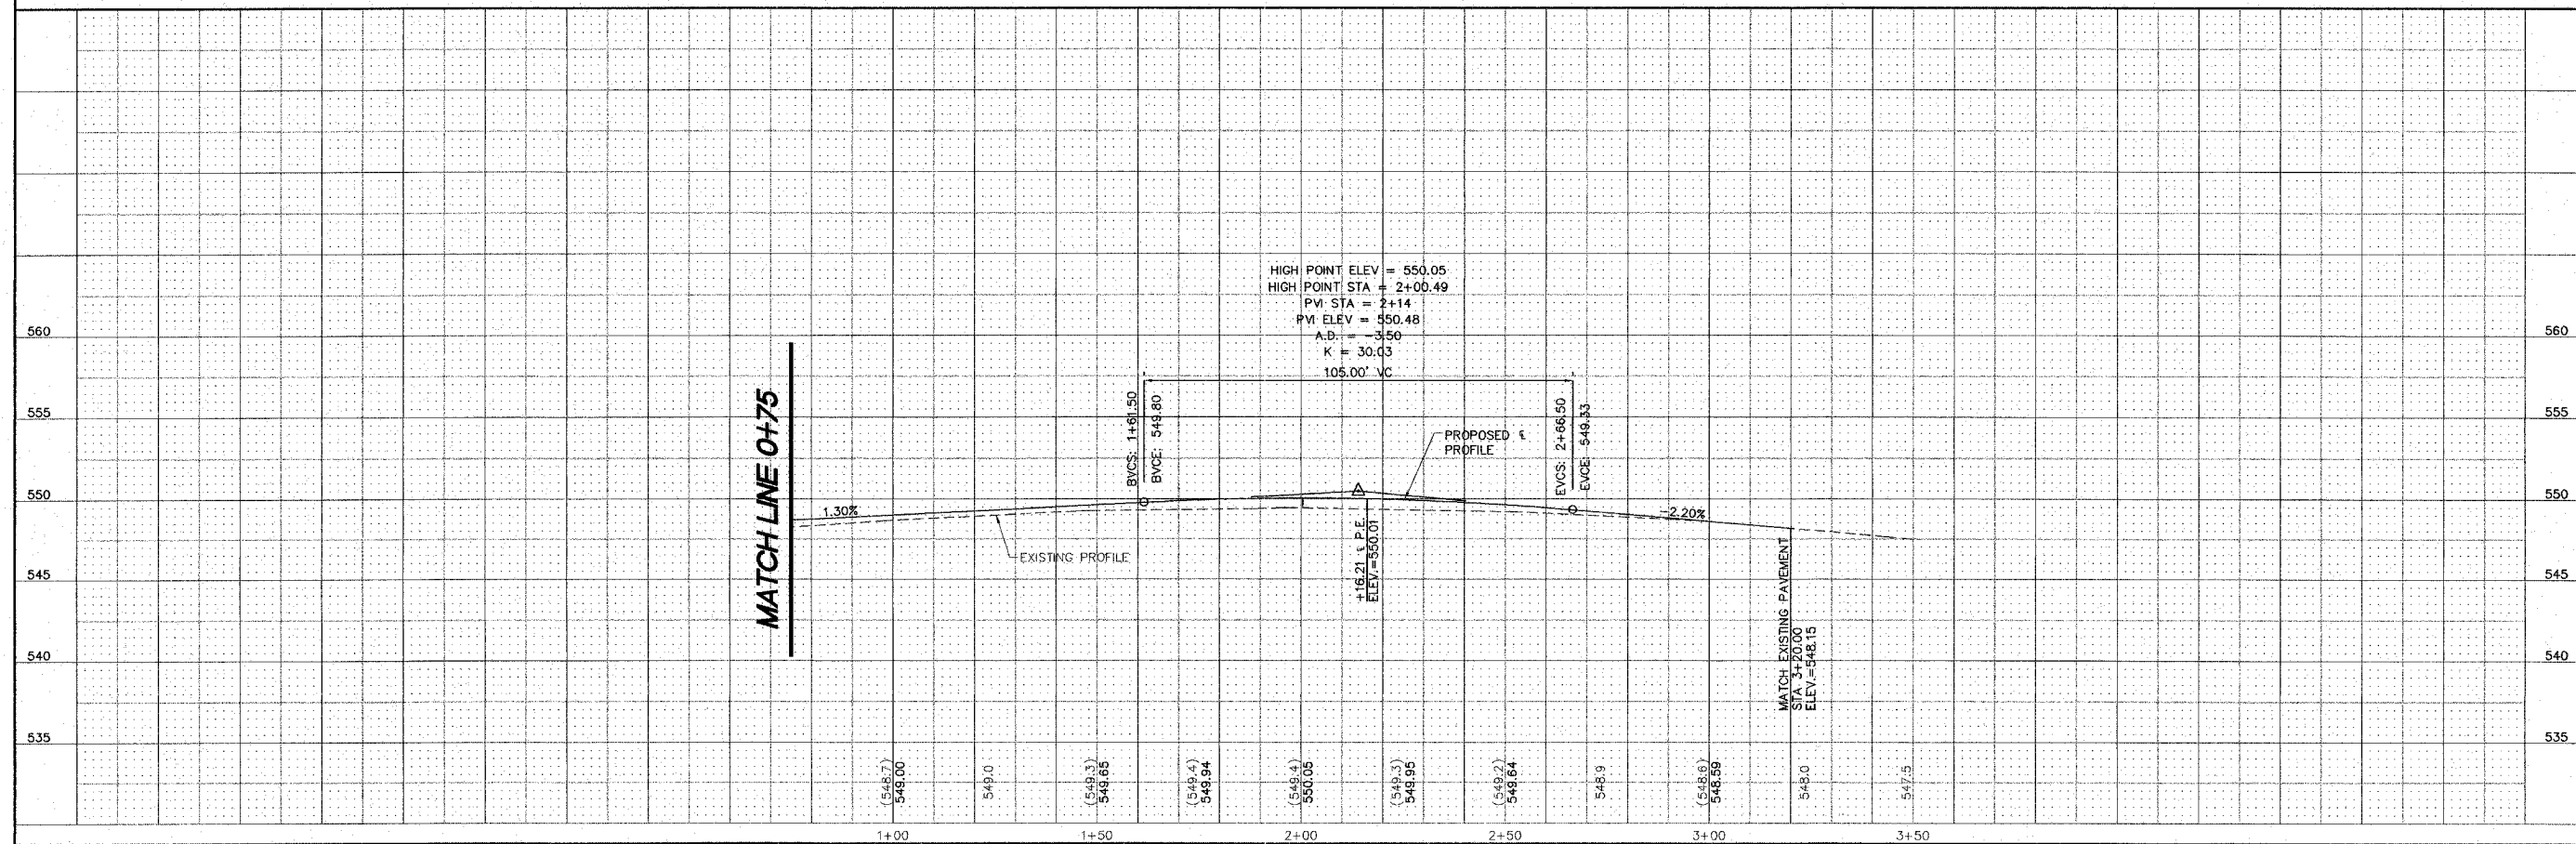 HIGH POINT ELEV = 550.05
HIGH POINT STA = 2+00.49
PVI STA = 2+14
PVI ELEV = 550.48
A.D. = -3.50
K = 30.03
105.00' VC
560
560
555
555
550
550
545
545
540
540
535
535
MATCH LINE 0+75
BVCS: 1+61.50
BVCE: 549.80
EVCS: 2+66.50
EVCE: 549.33
PROPOSED ℄
PROFILE
1.30%
-2.20%
EXISTING PROFILE
+16.21 ℄ P.E.
ELEV.=550.01
MATCH EXISTING PAVEMENT
STA 3+20.00
ELEV.=548.15
(548.7)
549.00
549.0
(549.3)
549.65
(549.4)
549.94
(549.4)
550.05
(549.3)
549.95
(549.2)
549.64
548.9
(548.6)
548.59
548.0
547.5
1+00
1+50
2+00
2+50
3+00
3+50